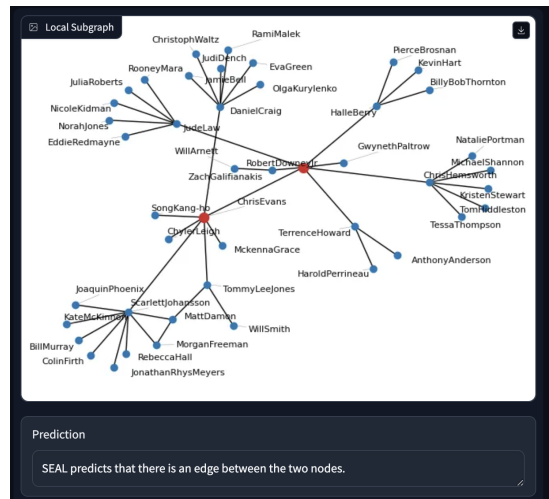 Local Subgraph
RamiMalek
ChristophWaltz
PierceBrosnan
JudiDench
KevinHart
RooneyMara
EvaGreen
JamieBell
JuliaRoberts
BillyBobThornton
OlgaKurylenko
NicoleKidman
DanielCraig
HalleBerry
NorahJones
JudeLaw
EddieRedmayne
NataliePortman
GwynethPaltrow
WillArnett
RobertDowneyJr
MichaelShannon
ZachGalifianakis
ChrisHemsworth
KristenStewart
ChrisEvans
SongKang-ho
TomHiddleston
TessaThompson
ChylerLeigh
TerrenceHoward
MckennaGrace
AnthonyAnderson
HaroldPerrineau
JoaquinPhoenix
TommyLeeJones
ScarlettJohansson
KateMcKinnon
MattDamon
WillSmith
BillMurray
MorganFreeman
ColinFirth
RebeccaHall
JonathanRhysMeyers
Prediction
SEAL predicts that there is an edge between the two nodes.